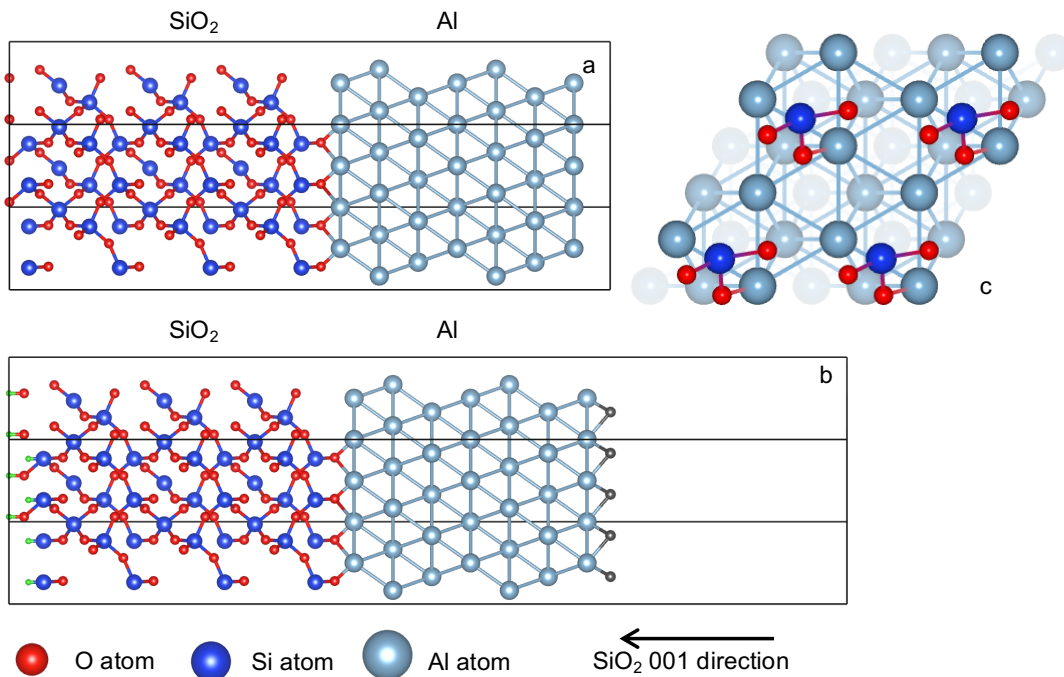 SiO₂ Al
a
c
SiO₂ Al
b
O atom Si atom Al atom
SiO₂ 001 direction